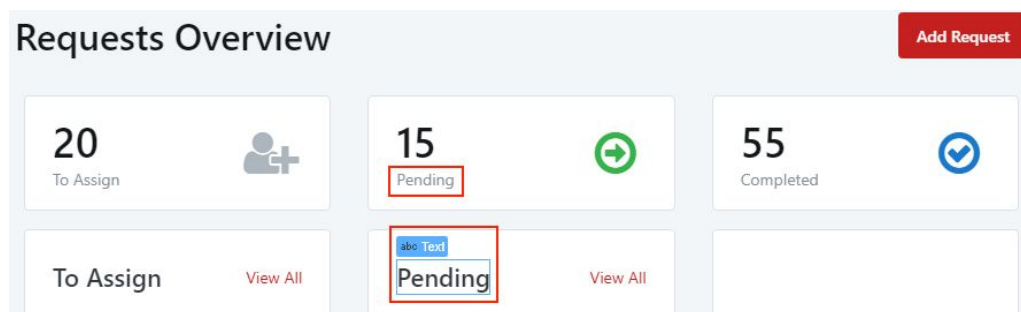 Requests Overview
Add Request
20
To Assign
15
Pending
55
Completed
To Assign
View All
abc Text
Pending
View All